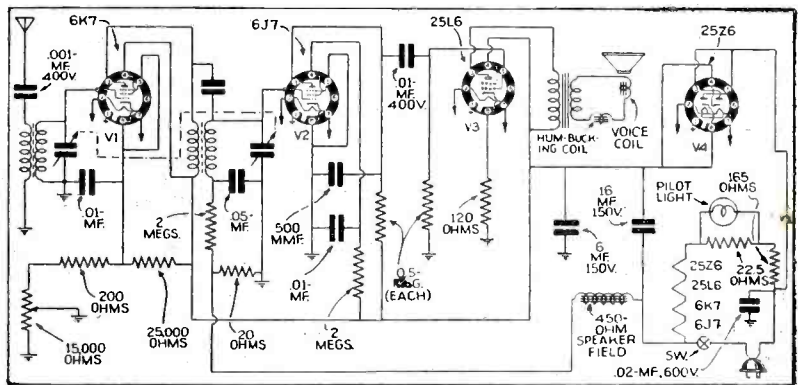 6K7
6J7
25L6
25Z6
.001-
MF.
400V.
.01-
MF.
400V.
V1
V2
V3
V4
HUM-BUCK-
ING COIL
VOICE
COIL
165
OHMS
PILOT
LIGHT
.01-
MF.
2
MEGS.
.05-
MF.
500
MMF.
120
OHMS
16
MF.
150V.
6
MF.
150V.
25Z6
25L6
6K7
6J7
22.5
OHMS
.01-
MF.
0.5-
(EACH)
200
OHMS
25,000
OHMS
120
OHMS
2
MEGS.
450-
OHM
SPEAKER
FIELD
SW.
.02-MF., 600V.
15,000
OHMS